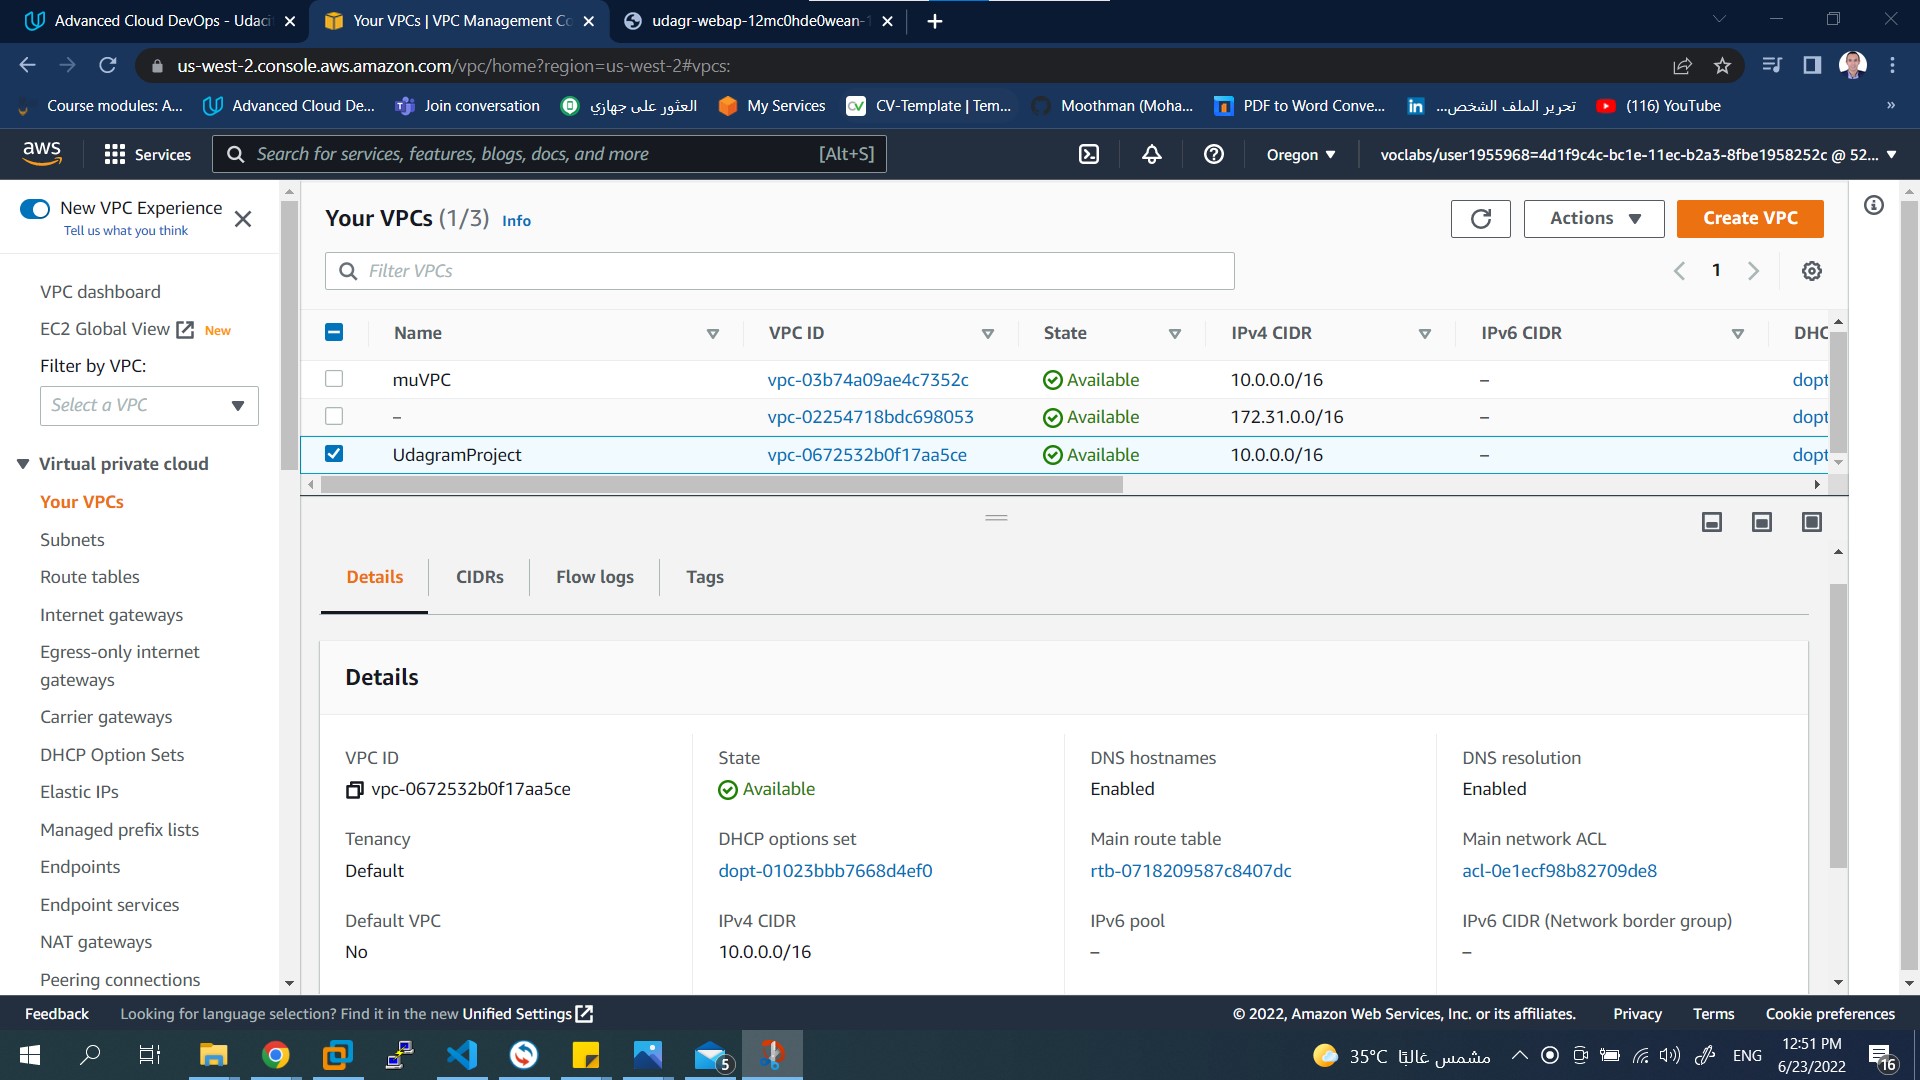 Advanced Cloud DevOps - Udaci
Your VPCs | VPC Management Co
udagr-webap-12mc0hde0wean-1
us-west-2.console.aws.amazon.com/vpc/home?region=us-west-2#vpcs:
Course modules: A...
Advanced Cloud De...
Join conversation
العثور على جهازي
My Services
CV-Template | Tem...
Moothman (Moha...
PDF to Word Conve...
تحرير الملف الشخص...
(116) YouTube
»
aws
Services
Search for services, features, blogs, docs, and more
[Alt+S]
Oregon
voclabs/user1955968=4d1f9c4c-bc1e-11ec-b2a3-8fbe1958252c @ 52...
New VPC Experience
Tell us what you think
VPC dashboard
EC2 Global View New
Filter by VPC:
Select a VPC
Virtual private cloud
Your VPCs
Subnets
Route tables
Internet gateways
Egress-only internet
gateways
Carrier gateways
DHCP Option Sets
Elastic IPs
Managed prefix lists
Endpoints
Endpoint services
NAT gateways
Peering connections
Your VPCs (1/3) Info
Actions
Create VPC
Filter VPCs
1
Name VPC ID State IPv4 CIDR IPv6 CIDR DHC
muVPC vpc-03b74a09ae4c7352c Available 10.0.0.0/16 – dopt
– vpc-02254718bdc698053 Available 172.31.0.0/16 – dopt
UdagramProject vpc-0672532b0f17aa5ce Available 10.0.0.0/16 – dopt
Details CIDRs Flow logs Tags
Details
VPC ID State DNS hostnames DNS resolution
vpc-0672532b0f17aa5ce Available Enabled Enabled
Tenancy DHCP options set Main route table Main network ACL
Default dopt-01023bbb7668d4ef0 rtb-0718209587c8407dc acl-0e1ecf98b82709de8
Default VPC IPv4 CIDR IPv6 pool IPv6 CIDR (Network border group)
No 10.0.0.0/16 – –
Feedback
Looking for language selection? Find it in the new Unified Settings
© 2022, Amazon Web Services, Inc. or its affiliates.
Privacy
Terms
Cookie preferences
5
35°C مشمس غالبًا
ENG
12:51 PM
6/23/2022
16